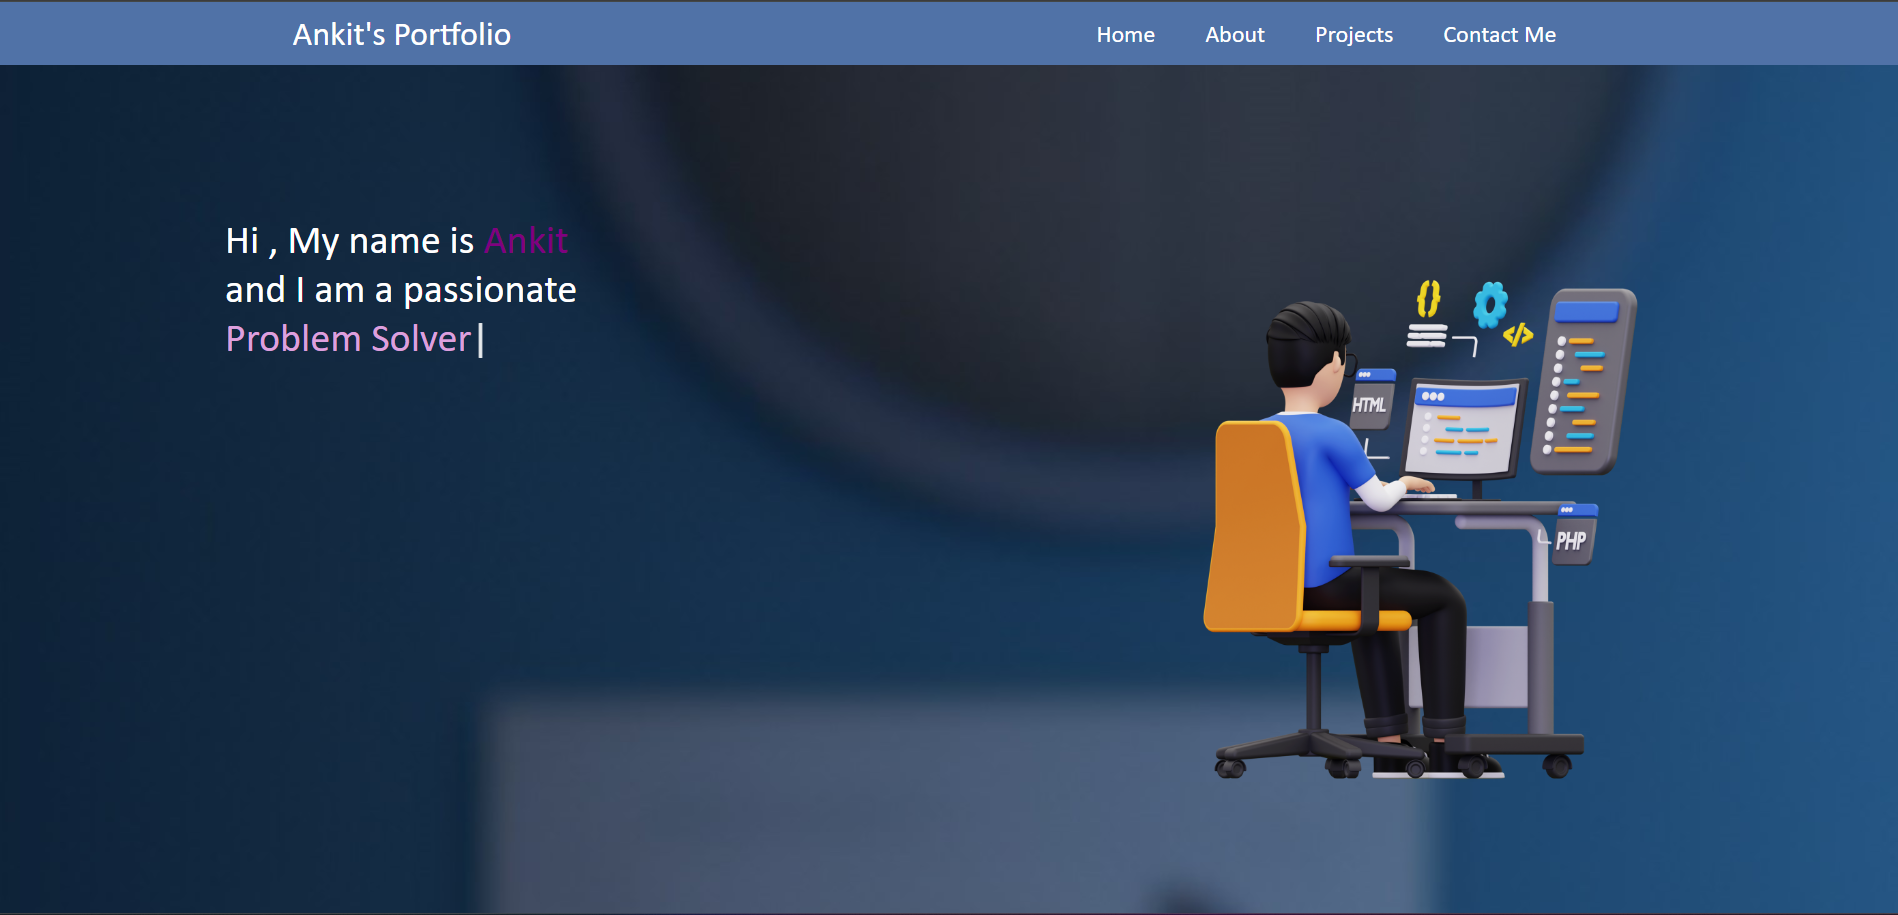 Ankit's Portfolio
Home About Projects Contact Me
Hi , My name is Ankit
and I am a passionate
Problem Solver|
HTML
PHP